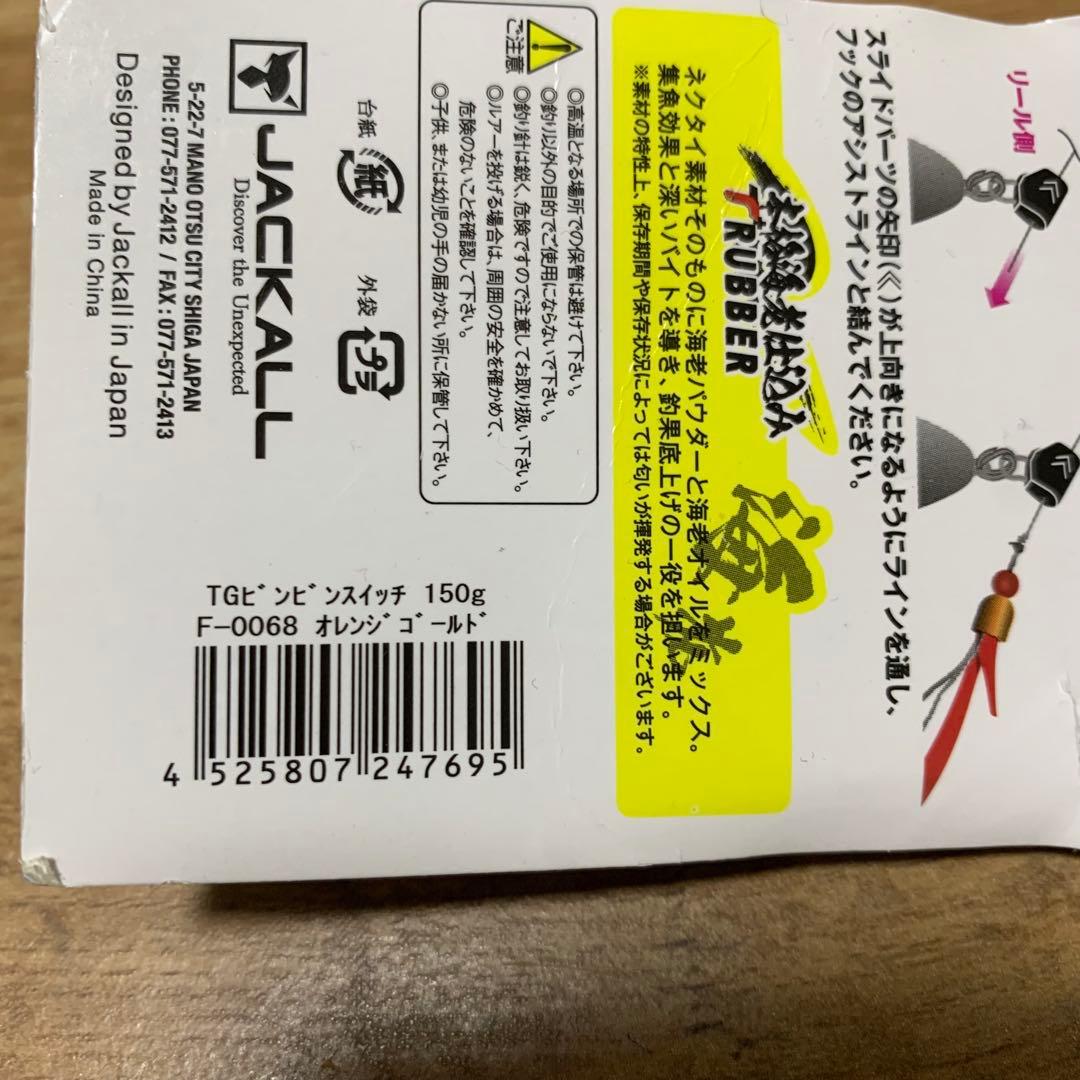 リール側
スライドパーツの矢印(《)が上向きになるようにラインを通し、
フックのアシストラインと結んでください。
本格海老仕込み
RUBBER
ネクタイ素材そのものに海老パウダーと海老オイルをミックス。
集魚効果と深いバイトを導き、釣果底上げの一役を担います。
※素材の特性上、保存期間や保存状況によっては匂いが揮発する場合がございます。
ご注意
◎高温となる場所での保管は避けて下さい。
◎釣り以外の目的でご使用にならないで下さい。
◎釣り針は鋭く、危険ですので注意してお取り扱い下さい。
◎ルアーを投げる場合は、周囲の安全を確かめて、
危険のないことを確認して下さい。
◎子供、または幼児の手の届かない所に保管して下さい。
台紙
紙
外袋
プラ
JACKALL
Discover the Unexpected
5-22-7 MANO OTSU CITY SHIGA JAPAN
PHONE : 077-571-2412 / FAX : 077-571-2413
Designed by Jackall in Japan
Made in China
TGﾋﾞﾝﾋﾞﾝスイッチ 150g
F-0068 ｵﾚﾝｼﾞｺﾞｰﾙﾄﾞ
4 525807 247695